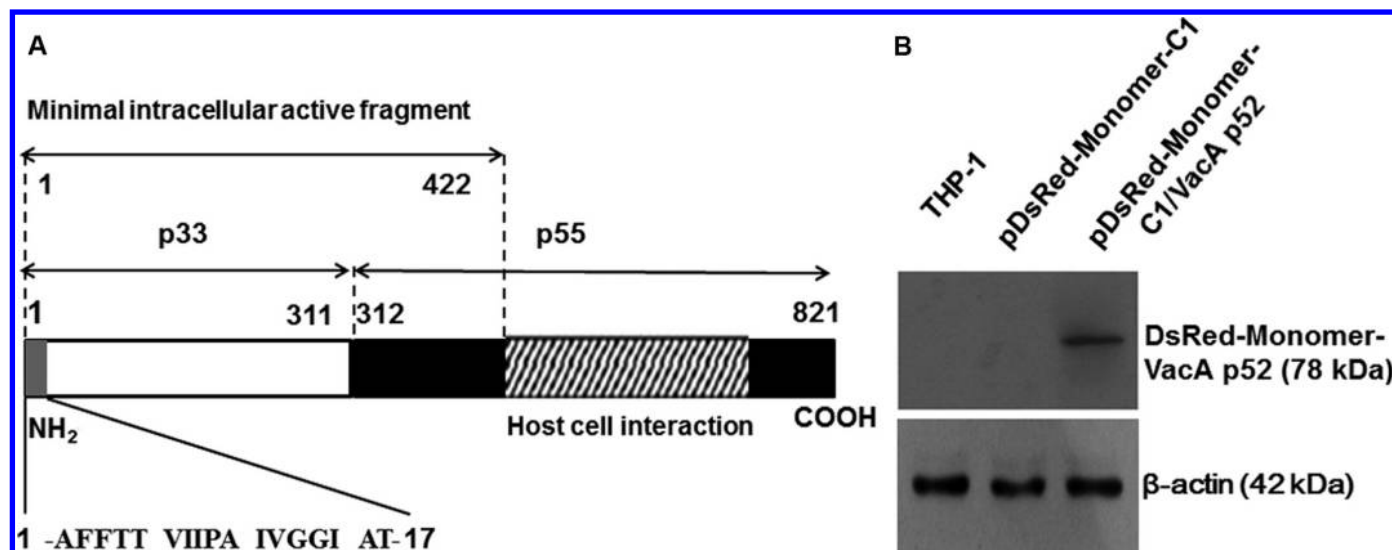 A
Minimal intracellular active fragment
1 422
p33 p55
1 311 312 821
NH₂ Host cell interaction COOH
1 -AFFTT VIIPA IVGGI AT- 17
B
THP-1
pDsRed-Monomer-C1
pDsRed-Monomer-
C1/VacA p52
DsRed-Monomer-
VacA p52 (78 kDa)
β-actin (42 kDa)